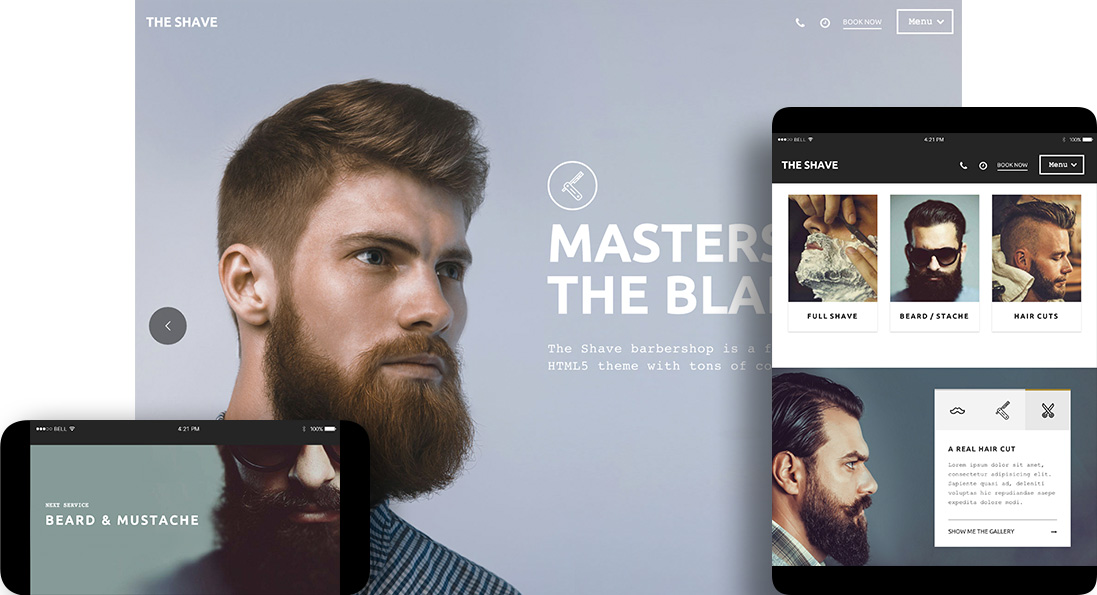 THE SHAVE
BOOK NOW
Menu
MASTERS
THE BLA
The Shave barbershop is a f
HTML5 theme with tons of co
BELL
4:21 PM
100%
THE SHAVE
BOOK NOW
Menu
FULL SHAVE
BEARD / STACHE
HAIR CUTS
A REAL HAIR CUT
Lorem ipsum dolor sit amet,
consectetur adipisicing elit.
Sapiente quasi ad, deleniti
voluptas hic repudiandae saepe
expedita dolore modi.
SHOW ME THE GALLERY
BELL
4:21 PM
100%
NEXT SERVICE
BEARD & MUSTACHE